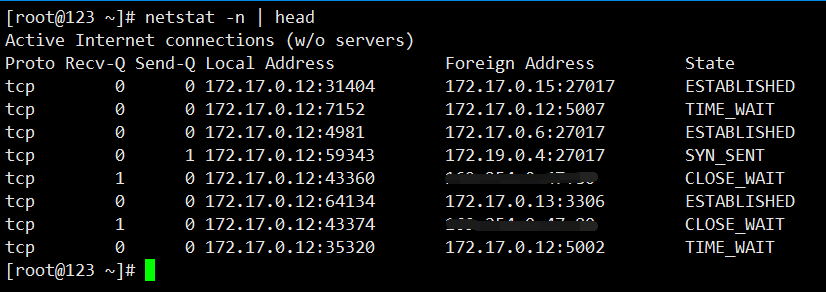 [root@123 ~]# netstat -n | head
Active Internet connections (w/o servers)
Proto Recv-Q Send-Q Local Address           Foreign Address         State
tcp        0      0 172.17.0.12:31404       172.17.0.15:27017       ESTABLISHED
tcp        0      0 172.17.0.12:7152        172.17.0.12:5007        TIME_WAIT
tcp        0      0 172.17.0.12:4981        172.17.0.6:27017        ESTABLISHED
tcp        0      1 172.17.0.12:59343       172.19.0.4:27017        SYN_SENT
tcp        1      0 172.17.0.12:43360                               CLOSE_WAIT
tcp        0      0 172.17.0.12:64134       172.17.0.13:3306        ESTABLISHED
tcp        1      0 172.17.0.12:43374                               CLOSE_WAIT
tcp        0      0 172.17.0.12:35320       172.17.0.12:5002        TIME_WAIT
[root@123 ~]#